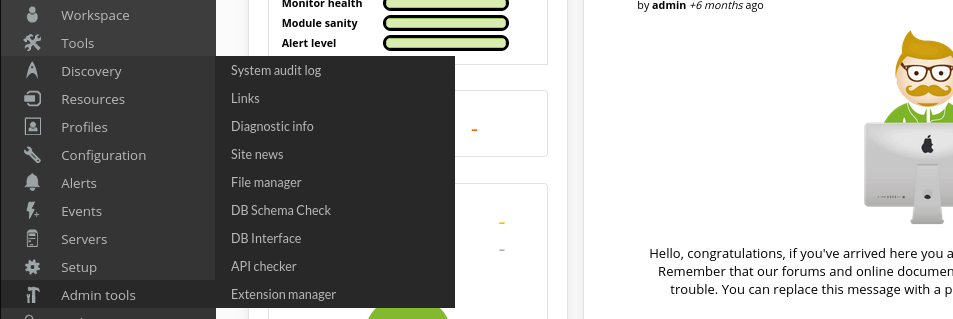 Workspace
Tools
Discovery
Resources
Profiles
Configuration
Alerts
Events
Servers
Setup
Admin tools
System audit log
Links
Diagnostic info
Site news
File manager
DB Schema Check
DB Interface
API checker
Extension manager
Monitor health
Module sanity
Alert level
-
-
-
by admin +6 months ago
Hello, congratulations, if you've arrived here you a
Remember that our forums and online documen
trouble. You can replace this message with a p